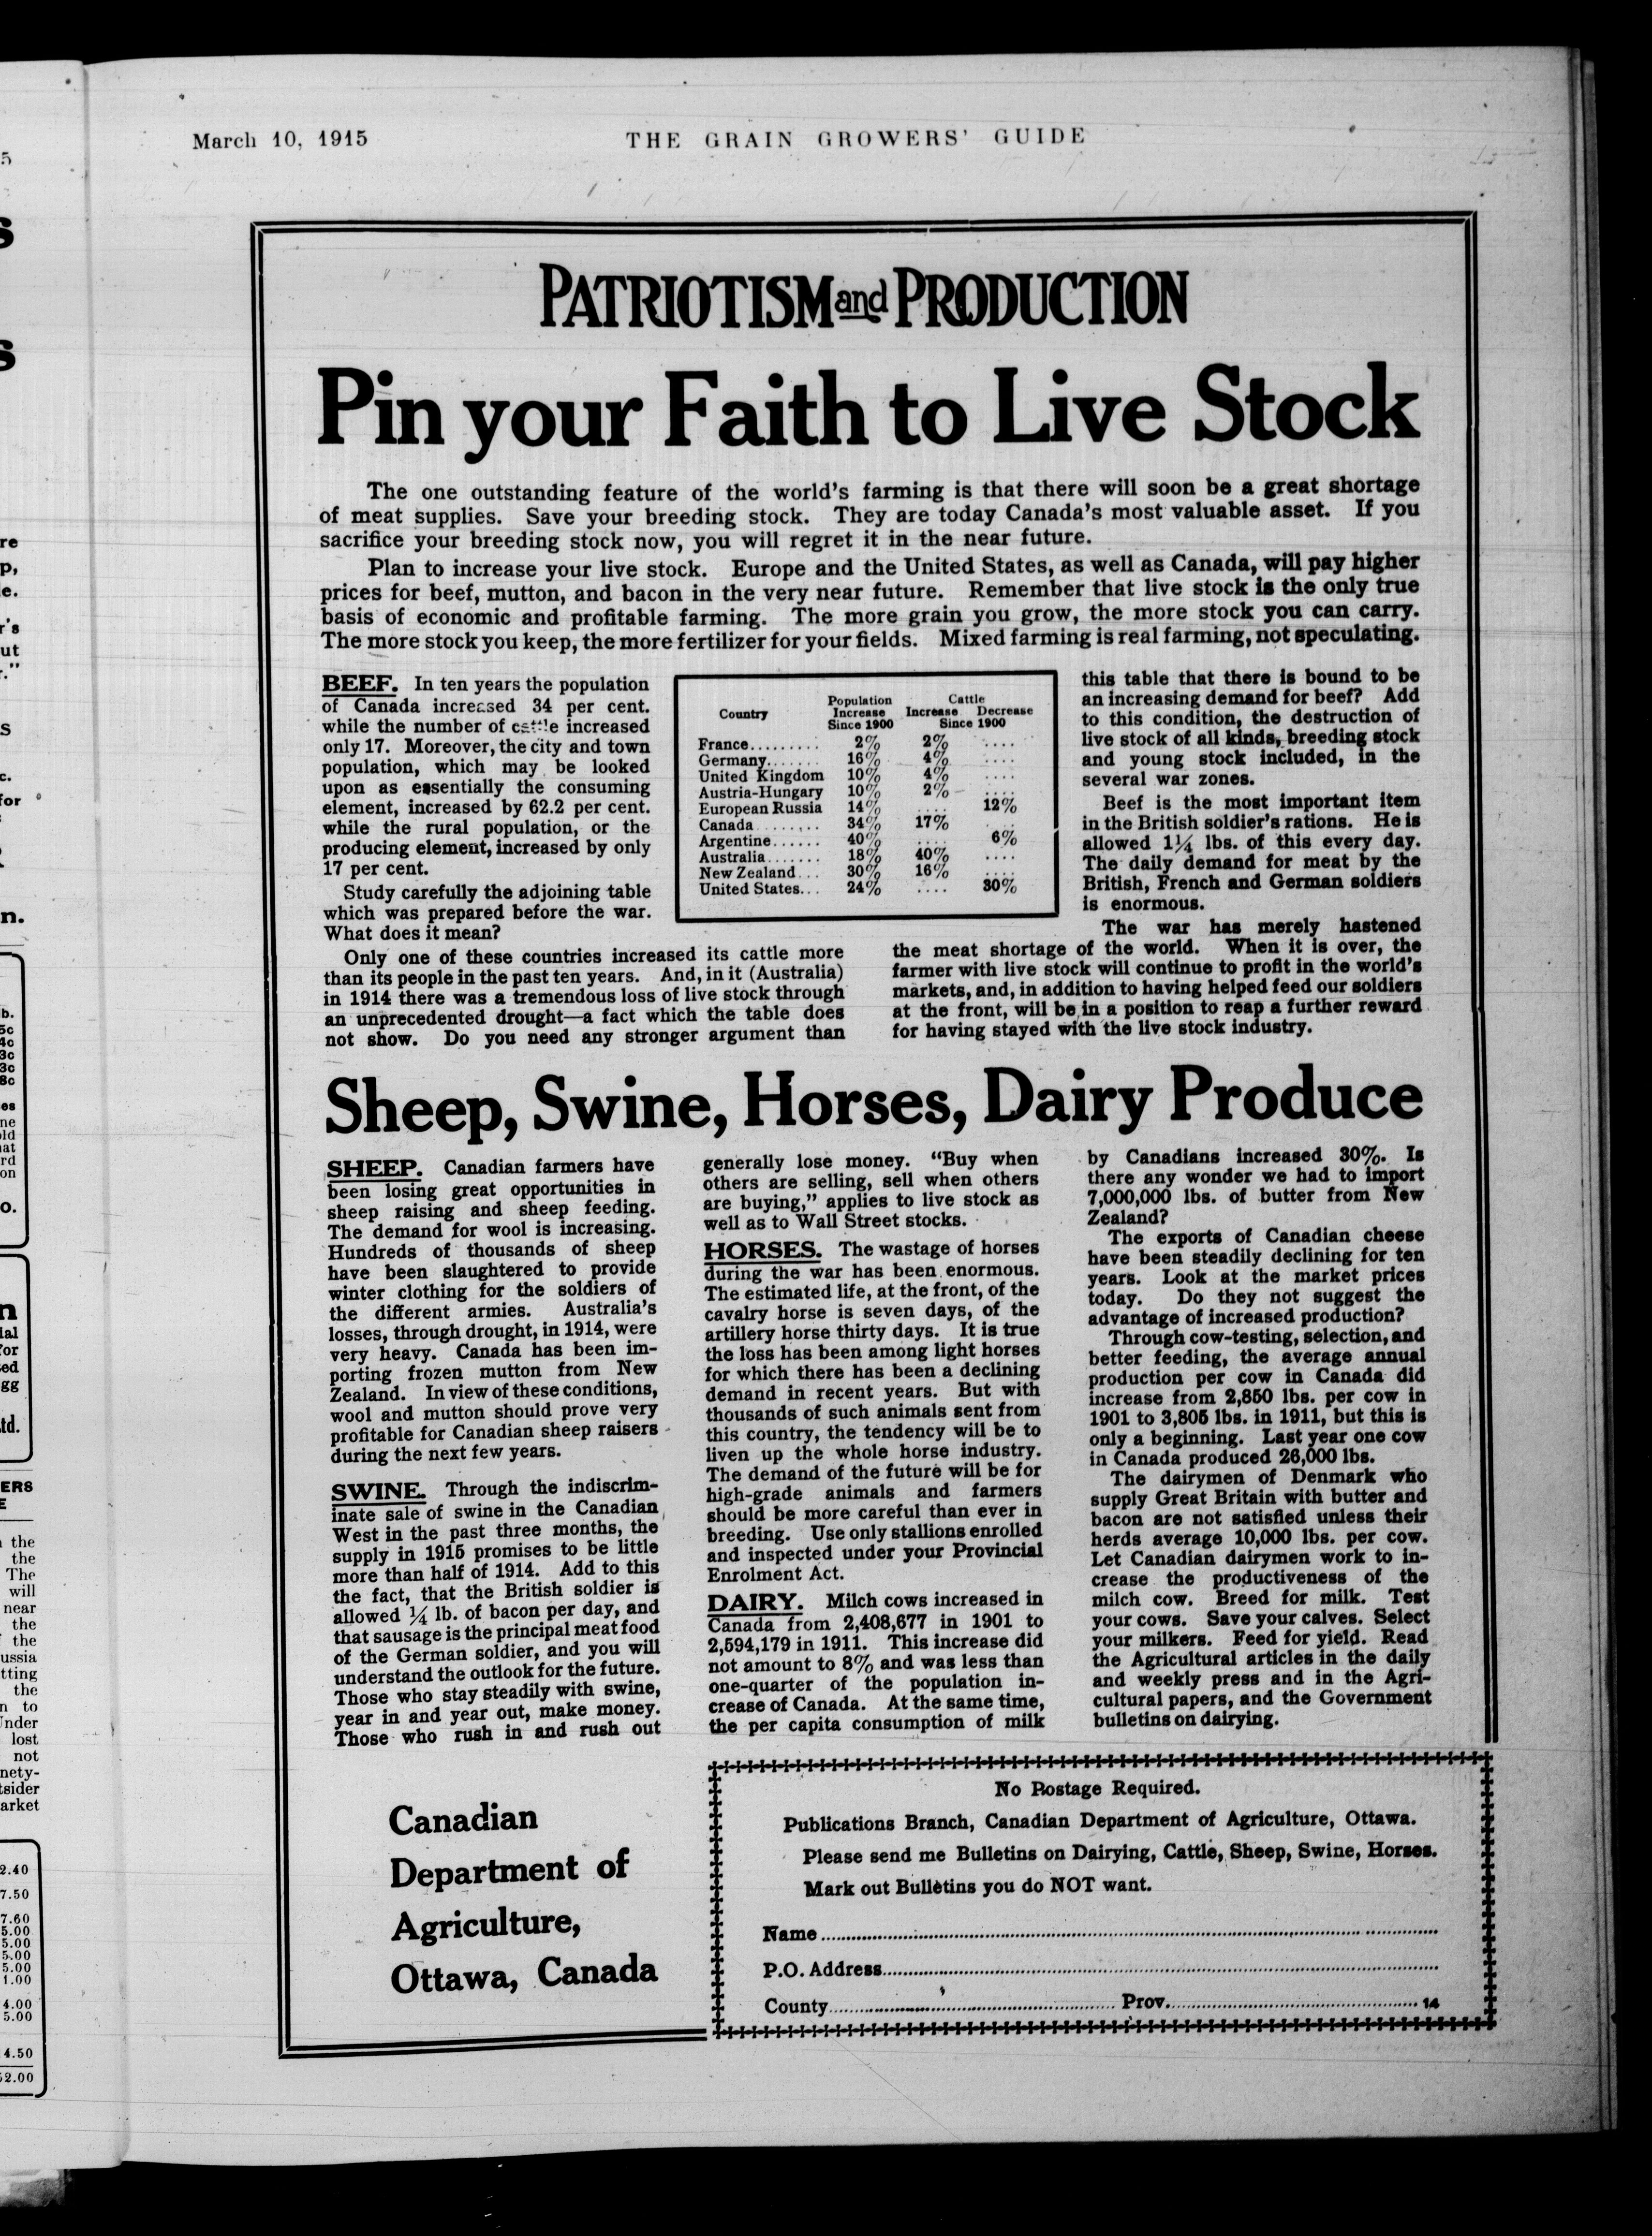 March 10, 1915
THE GRAIN GROWERS' GUIDE
PATRIOTISM and PRODUCTION
Pin your Faith to Live Stock
The one outstanding feature of the world's farming is that there will soon be a great shortage
of meat supplies. Save your breeding stock. They are today Canada's most valuable asset. If you
sacrifice your breeding stock now, you will regret it in the near future.
Plan to increase your live stock. Europe and the United States, as well as Canada, will pay higher
prices for beef, mutton, and bacon in the very near future. Remember that live stock is the only true
basis of economic and profitable farming. The more grain you grow, the more stock you can carry.
The more stock you keep, the more fertilizer for your fields. Mixed farming is real farming, not speculating.
BEEF. In ten years the population
of Canada increased 34 per cent.
while the number of cattle increased
only 17. Moreover, the city and town
population, which may be looked
upon as essentially the consuming
element, increased by 62.2 per cent.
while the rural population, or the
producing element, increased by only
17 per cent.
Study carefully the adjoining table
which was prepared before the war.
What does it mean?
Population Cattle
Country Increase Increase Decrease
Since 1900 Since 1900
France......... 2% 2% ....
Germany....... 16% 4% ....
United Kingdom 10% 4% ....
Austria-Hungary 10% 2% ....
European Russia 14% .... 12%
Canada........ 34% 17% ....
Argentine...... 40% .... 6%
Australia....... 18% 40% ....
New Zealand... 30% 16% ....
United States... 24% .... 30%
Only one of these countries increased its cattle more
than its people in the past ten years. And, in it (Australia)
in 1914 there was a tremendous loss of live stock through
an unprecedented drought—a fact which the table does
not show. Do you need any stronger argument than
this table that there is bound to be
an increasing demand for beef? Add
to this condition, the destruction of
live stock of all kinds, breeding stock
and young stock included, in the
several war zones.
Beef is the most important item
in the British soldier's rations. He is
allowed 1¼ lbs. of this every day.
The daily demand for meat by the
British, French and German soldiers
is enormous.
The war has merely hastened
the meat shortage of the world. When it is over, the
farmer with live stock will continue to profit in the world's
markets, and, in addition to having helped feed our soldiers
at the front, will be in a position to reap a further reward
for having stayed with the live stock industry.
Sheep, Swine, Horses, Dairy Produce
SHEEP. Canadian farmers have
been losing great opportunities in
sheep raising and sheep feeding.
The demand for wool is increasing.
Hundreds of thousands of sheep
have been slaughtered to provide
winter clothing for the soldiers of
the different armies. Australia's
losses, through drought, in 1914, were
very heavy. Canada has been im-
porting frozen mutton from New
Zealand. In view of these conditions,
wool and mutton should prove very
profitable for Canadian sheep raisers
during the next few years.
SWINE. Through the indiscrim-
inate sale of swine in the Canadian
West in the past three months, the
supply in 1915 promises to be little
more than half of 1914. Add to this
the fact, that the British soldier is
allowed ¼ lb. of bacon per day, and
that sausage is the principal meat food
of the German soldier, and you will
understand the outlook for the future.
Those who stay steadily with swine,
year in and year out, make money.
Those who rush in and rush out
generally lose money. "Buy when
others are selling, sell when others
are buying," applies to live stock as
well as to Wall Street stocks.
HORSES. The wastage of horses
during the war has been enormous.
The estimated life, at the front, of the
cavalry horse is seven days, of the
artillery horse thirty days. It is true
the loss has been among light horses
for which there has been a declining
demand in recent years. But with
thousands of such animals sent from
this country, the tendency will be to
liven up the whole horse industry.
The demand of the future will be for
high-grade animals and farmers
should be more careful than ever in
breeding. Use only stallions enrolled
and inspected under your Provincial
Enrolment Act.
DAIRY. Milch cows increased in
Canada from 2,408,677 in 1901 to
2,594,179 in 1911. This increase did
not amount to 8% and was less than
one-quarter of the population in-
crease of Canada. At the same time,
the per capita consumption of milk
by Canadians increased 30%. Is
there any wonder we had to import
7,000,000 lbs. of butter from New
Zealand?
The exports of Canadian cheese
have been steadily declining for ten
years. Look at the market prices
today. Do they not suggest the
advantage of increased production?
Through cow-testing, selection, and
better feeding, the average annual
production per cow in Canada did
increase from 2,850 lbs. per cow in
1901 to 3,805 lbs. in 1911, but this is
only a beginning. Last year one cow
in Canada produced 26,000 lbs.
The dairymen of Denmark who
supply Great Britain with butter and
bacon are not satisfied unless their
herds average 10,000 lbs. per cow.
Let Canadian dairymen work to in-
crease the productiveness of the
milch cow. Breed for milk. Test
your cows. Save your calves. Select
your milkers. Feed for yield. Read
the Agricultural articles in the daily
and weekly press and in the Agri-
cultural papers, and the Government
bulletins on dairying.
Canadian
Department of
Agriculture,
Ottawa, Canada
No Postage Required.
Publications Branch, Canadian Department of Agriculture, Ottawa.
Please send me Bulletins on Dairying, Cattle, Sheep, Swine, Horses.
Mark out Bulletins you do NOT want.
Name
P.O. Address
County Prov. 14